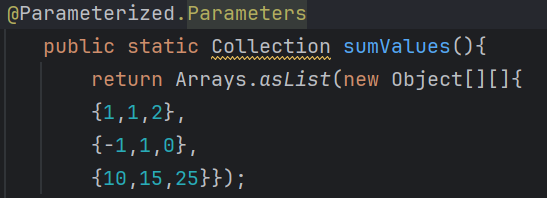 @Parameterized.Parameters
public static Collection sumValues(){
return Arrays.asList(new Object[][]{
{1,1,2},
{-1,1,0},
{10,15,25}});